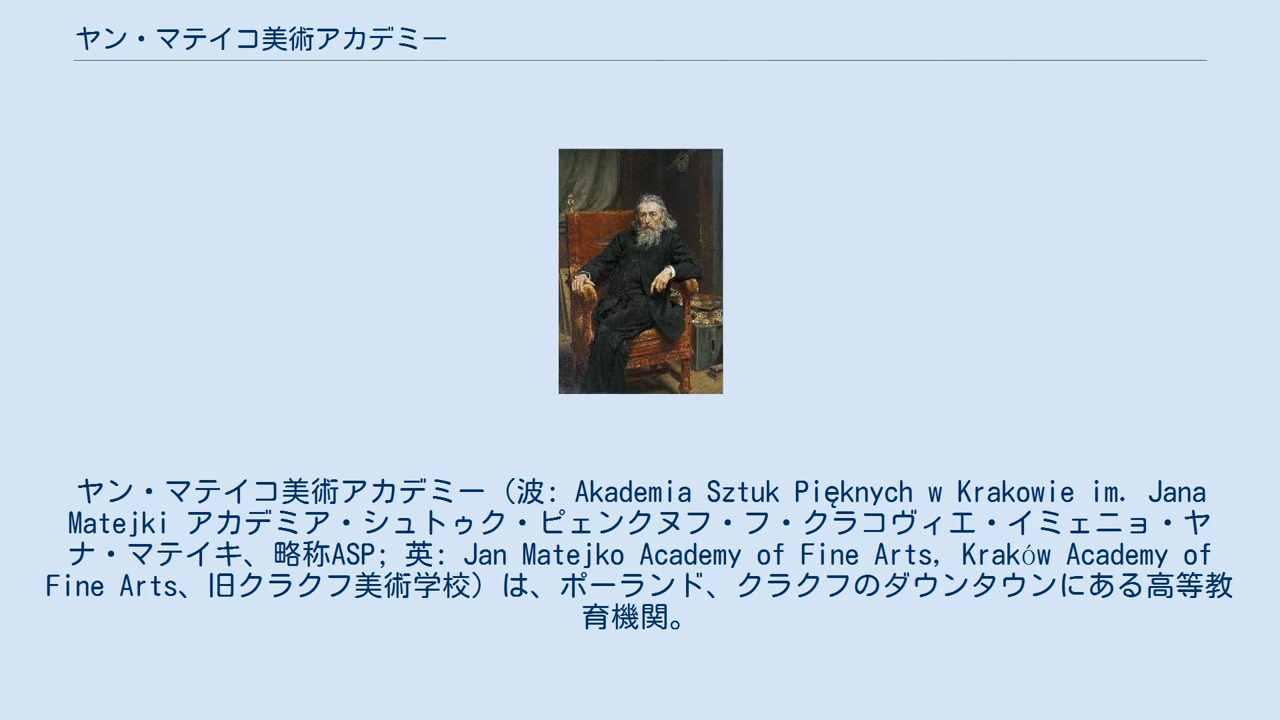 ヤン・マテイコ美術アカデミー
ヤン・マテイコ美術アカデミー（波: Akademia Sztuk Pięknych w Krakowie im. Jana
Matejki アカデミア・シュトゥク・ピェンクヌフ・フ・クラコヴィエ・イミェニョ・ヤ
ナ・マテイキ、略称ASP; 英: Jan Matejko Academy of Fine Arts, Kraków Academy of
Fine Arts、旧クラクフ美術学校）は、ポーランド、クラクフのダウンタウンにある高等教
育機関。